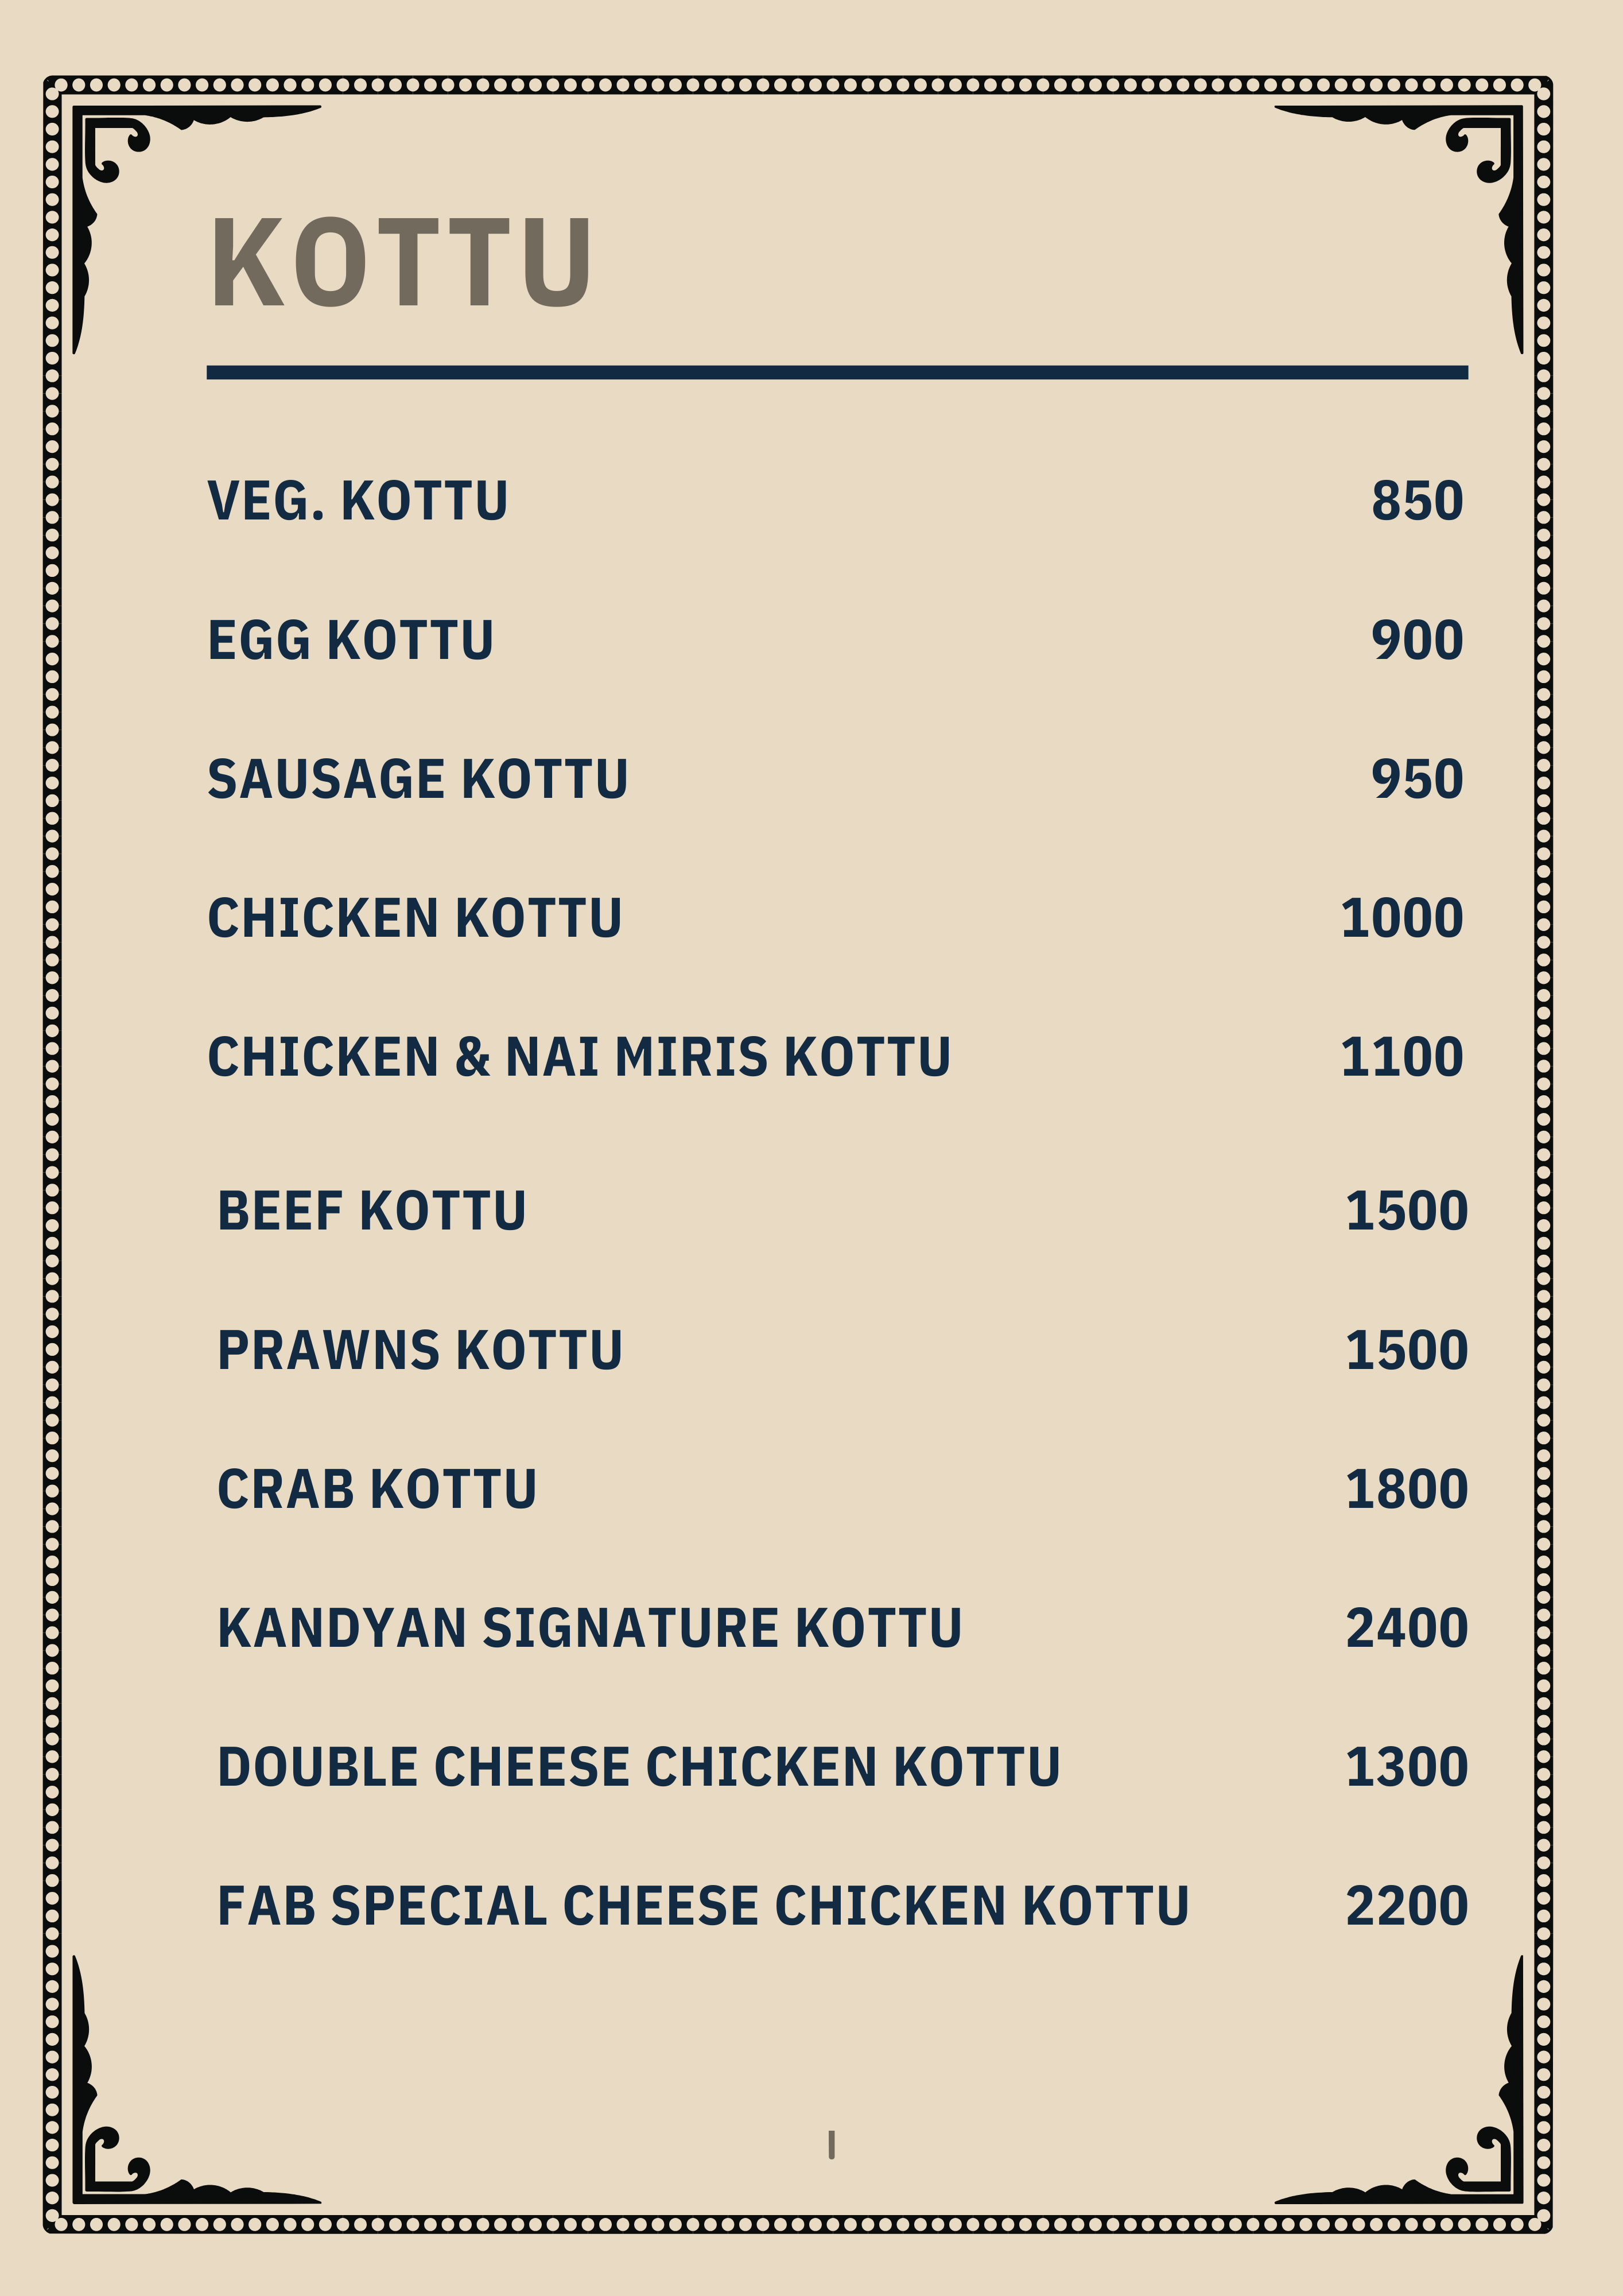 KOTTU
VEG. KOTTU 850
EGG KOTTU 900
SAUSAGE KOTTU 950
CHICKEN KOTTU 1000
CHICKEN & NAI MIRIS KOTTU 1100
BEEF KOTTU 1500
PRAWNS KOTTU 1500
CRAB KOTTU 1800
KANDYAN SIGNATURE KOTTU 2400
DOUBLE CHEESE CHICKEN KOTTU 1300
FAB SPECIAL CHEESE CHICKEN KOTTU 2200